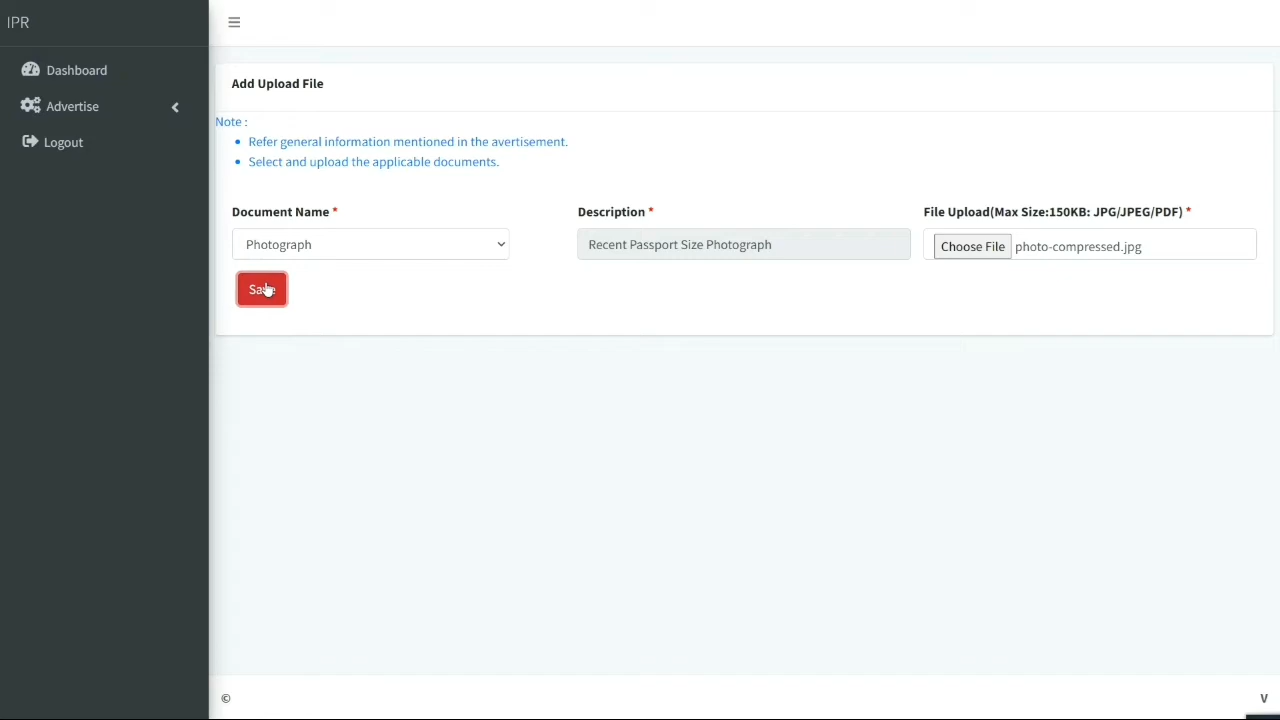 IPR
Dashboard
Advertise
Logout
Add Upload File
Note :
Refer general information mentioned in the avertisement.
Select and upload the applicable documents.
Document Name *
Description *
File Upload(Max Size:150KB: JPG/JPEG/PDF) *
Photograph
Recent Passport Size Photograph
Choose File photo-compressed.jpg
Save
©
V